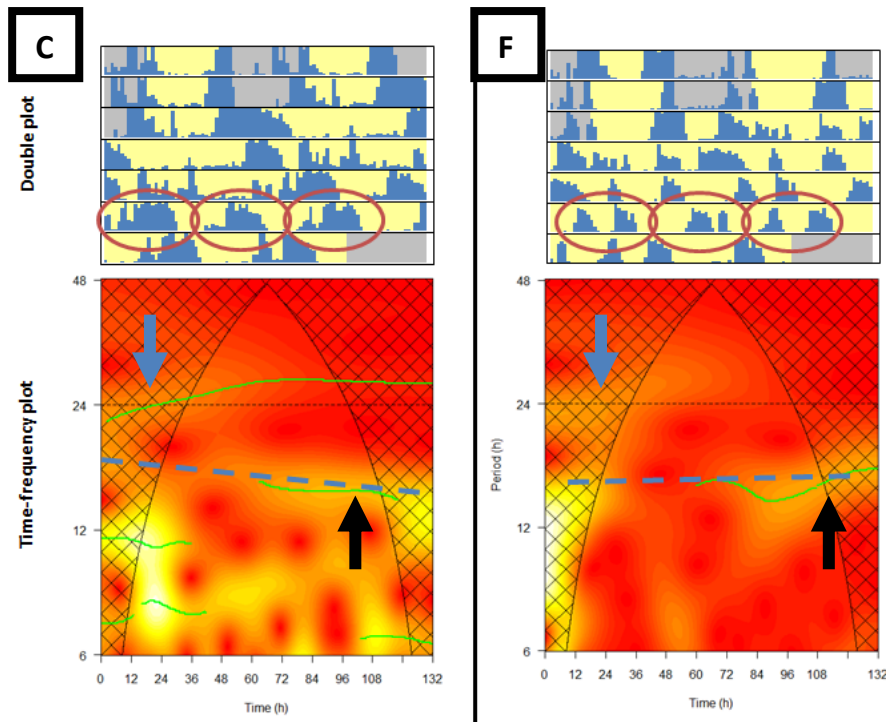 C
F
Double plot
48
24
12
6
0 12 24 36 48 60 72 84 96 108 132
Time (h)
Time-frequency plot
48
24
12
6
0 12 24 36 48 60 72 84 96 108 132
Time (h)
Period (h)